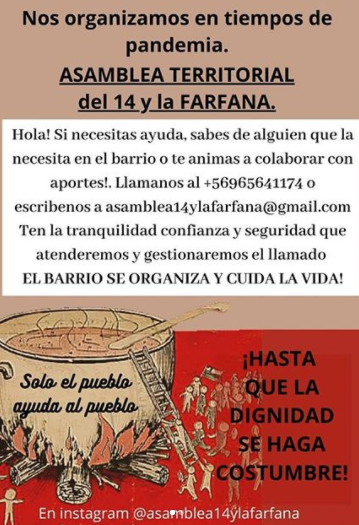 Nos organizamos en tiempos de
pandemia.
ASAMBLEA TERRITORIAL
del 14 y la FARFANA.
Hola! Si necesitas ayuda, sabes de alguien que la
necesita en el barrio o te animas a colaborar con
aportes!. Llamanos al +56965641174 o
escribenos a asamblea14ylafarfana@gmail.com
Ten la tranquilidad confianza y seguridad que
atenderemos y gestionaremos el llamado
EL BARRIO SE ORGANIZA Y CUIDA LA VIDA!
Solo el pueblo
ayuda al pueblo
¡HASTA
QUE LA
DIGNIDAD
SE HAGA
COSTUMBRE!
En instagram @asamblea14ylafarfana